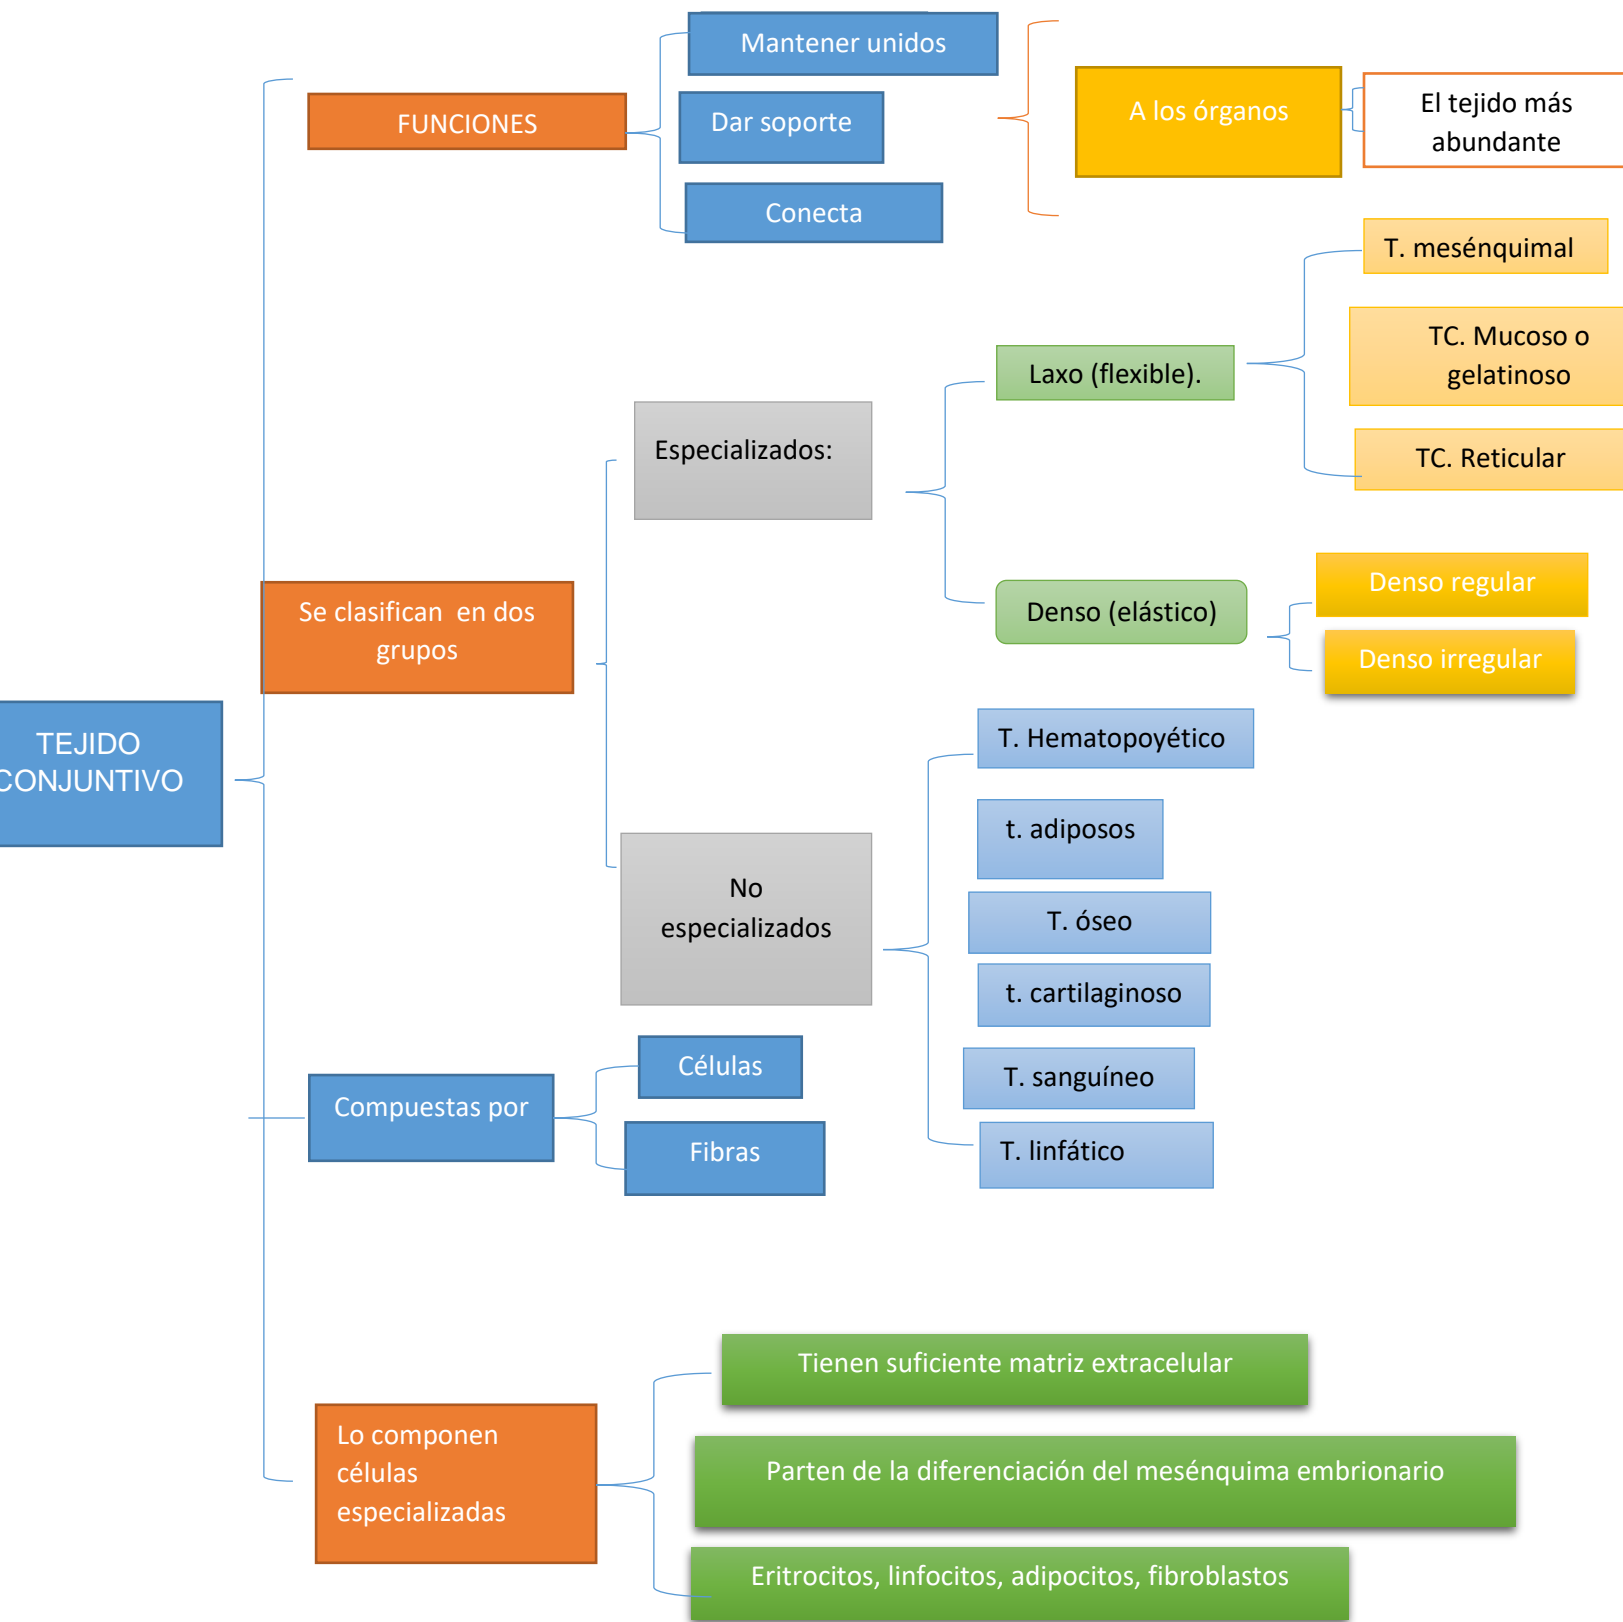 Mantener unidos
FUNCIONES
Dar soporte
Conecta
A los órganos
El tejido más
abundante
T. mesénquimal
TC. Mucoso o
gelatinoso
TC. Reticular
Laxo (flexible).
Especializados:
Denso (elástico)
Denso regular
Denso irregular
Se clasifican  en dos
grupos
TEJIDO
CONJUNTIVO
No
especializados
T. Hematopoyético
t. adiposos
T. óseo
t. cartilaginoso
T. sanguíneo
T. linfático
Compuestas por
Células
Fibras
Lo componen
células
especializadas
Tienen suficiente matriz extracelular
Parten de la diferenciación del mesénquima embrionario
Eritrocitos, linfocitos, adipocitos, fibroblastos